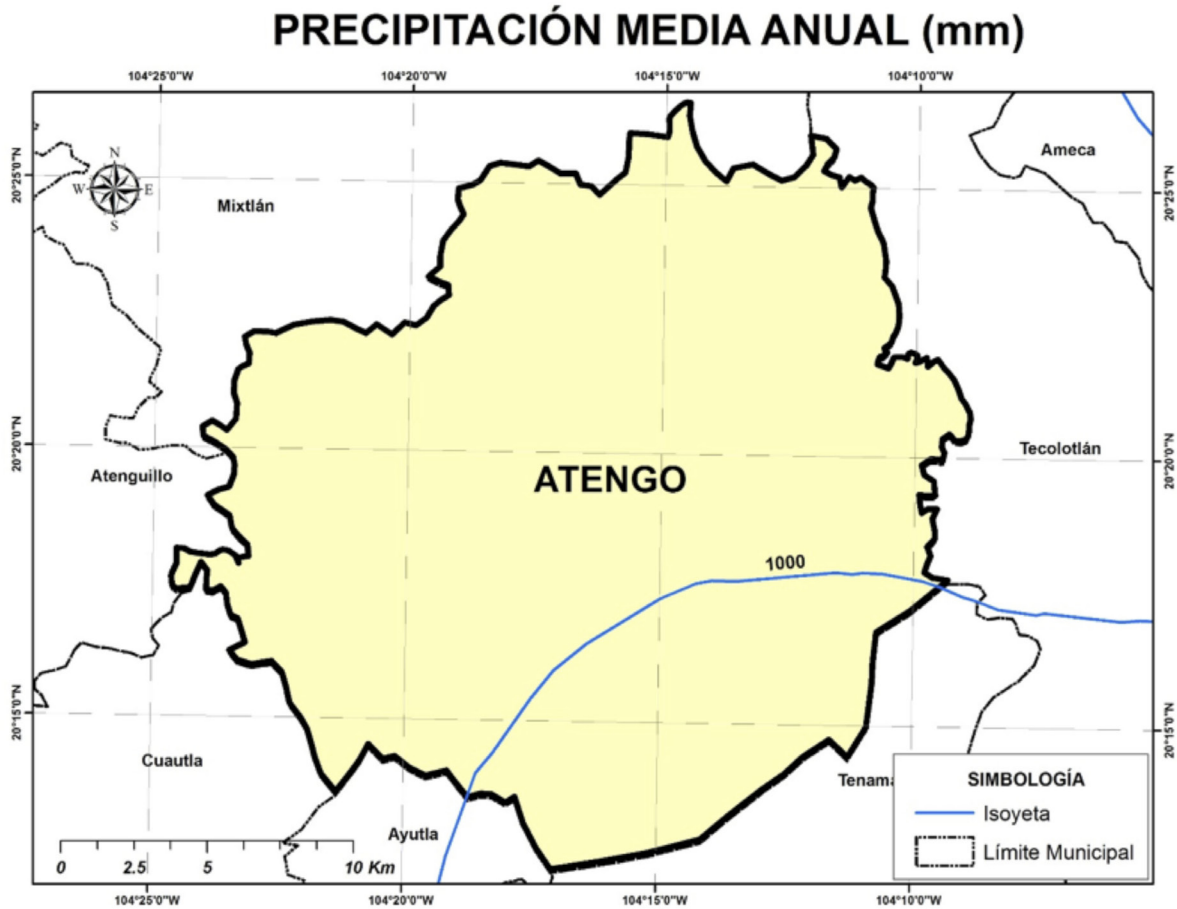 PRECIPITACIÓN MEDIA ANUAL (mm)
104°25'0"W 104°20'0"W 104°15'0"W 104°10'0"W
Ameca
20°25'0"N
20°25'0"N
N
W E
S
Mixtlán
20°20'0"N
20°20'0"N
Tecolotlán
Atenguillo
ATENGO
1000
20°15'0"N
20°15'0"N
Cuautla
Tenama
SIMBOLOGÍA
Isoyeta
Límite Municipal
Ayutla
0 2.5 5 10 Km
104°25'0"W 104°20'0"W 104°15'0"W 104°10'0"W